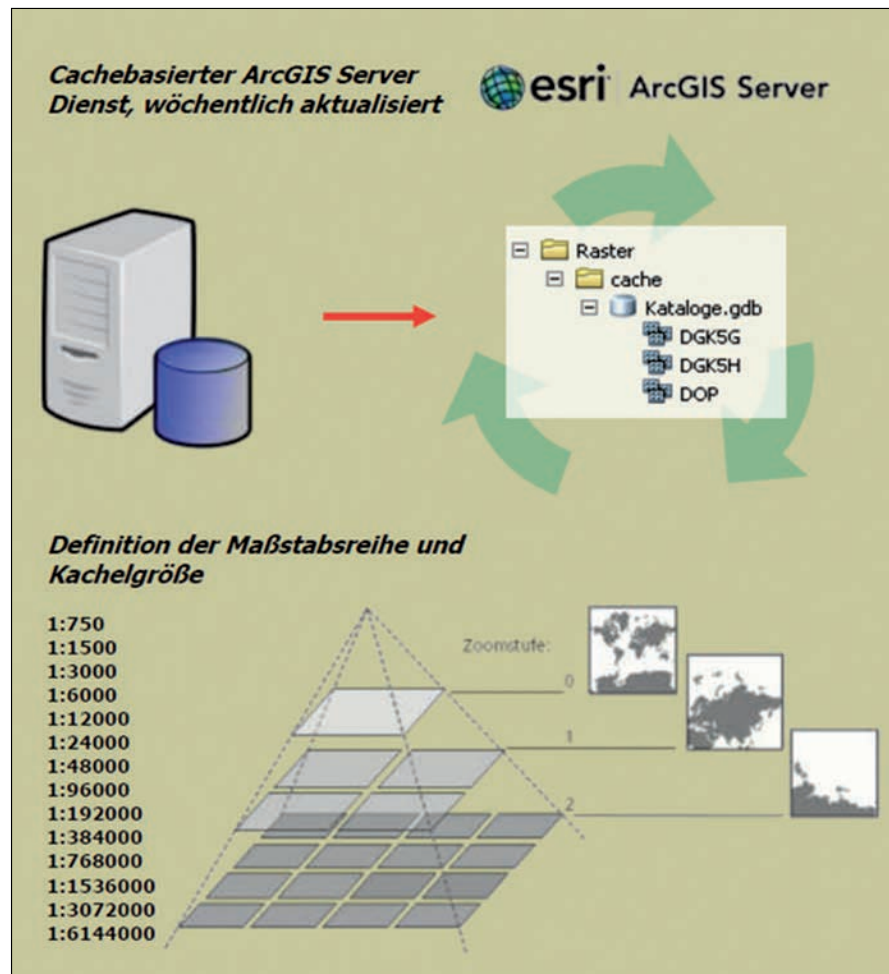 Cachebasierter ArcGIS Server
Dienst, wöchentlich aktualisiert
esri ArcGIS Server
Raster
cache
Kataloge.gdb
DGK5G
DGK5H
DOP
Definition der Maßstabsreihe und
Kachelgröße
1:750
1:1500
1:3000
1:6000
1:12000
1:24000
1:48000
1:96000
1:192000
1:384000
1:768000
1:1536000
1:3072000
1:6144000
Zoomstufe:
0
1
2